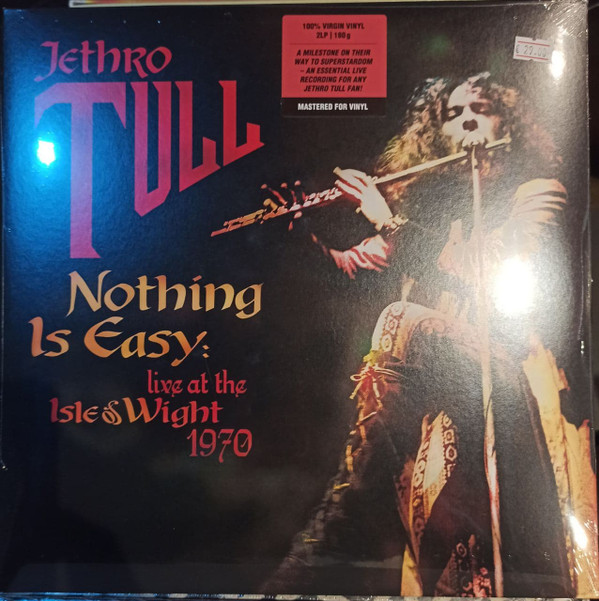 Jethro
TULL
Nothing
Is Easy:
live at the
Isle of Wight
1970
100% VIRGIN VINYL
2LP | 180g
A MILESTONE ON THEIR
WAY TO SUPERSTARDOM
– AN ESSENTIAL LIVE
RECORDING FOR ANY
JETHRO TULL FAN!
MASTERED FOR VINYL